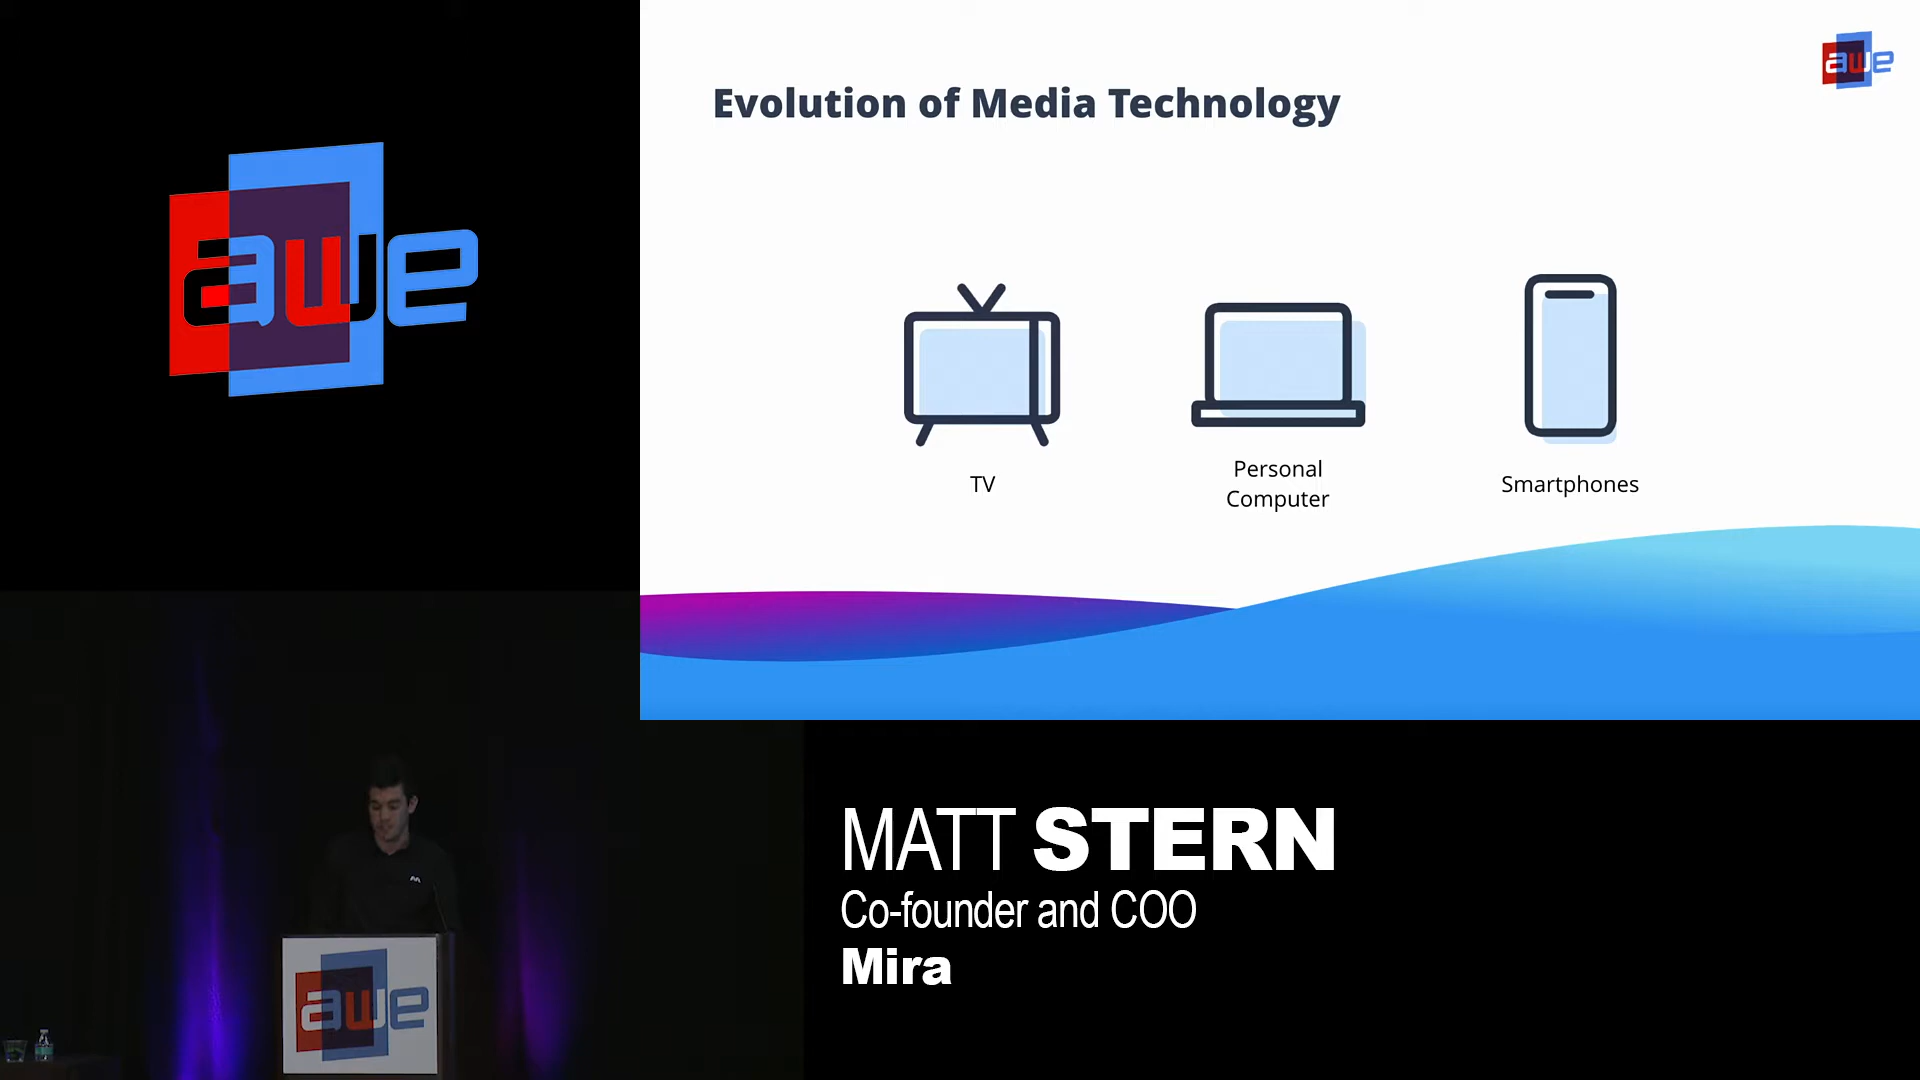 awe
awe
Evolution of Media Technology
TV
Personal
Computer
Smartphones
MATT STERN
Co-founder and COO
Mira
awe